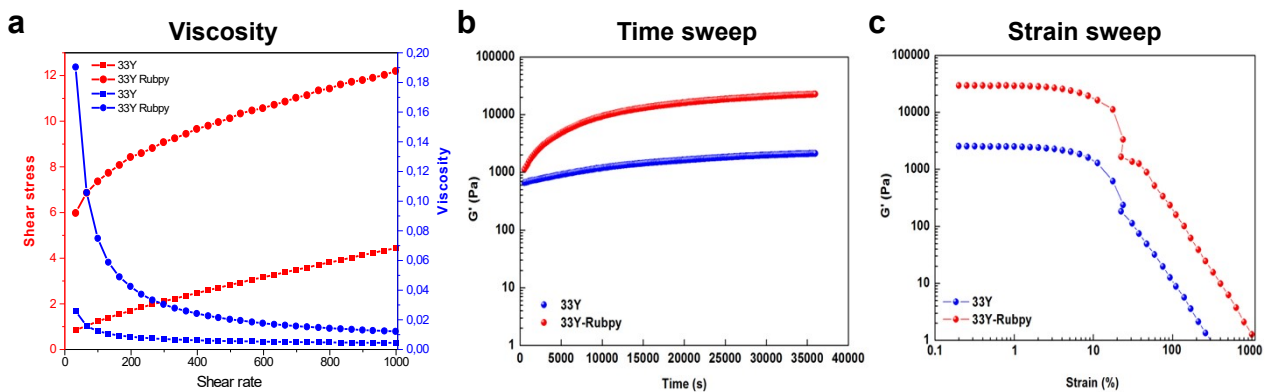 a
Viscosity
33Y
33Y Rubpy
33Y
33Y Rubpy
12
10
8
6
4
2
0
Shear stress
0,20
0,18
0,16
0,14
0,12
0,10
0,08
0,06
0,04
0,02
0,00
Viscosity
0 200 400 600 800 1000
Shear rate
b
Time sweep
100000
10000
1000
100
10
1
G' (Pa)
33Y
33Y-Rubpy
0 5000 10000 15000 20000 25000 30000 35000 40000
Time (s)
c
Strain sweep
100000
10000
1000
100
10
1
G' (Pa)
33Y
33Y-Rubpy
0.1 1 10 100 1000
Strain (%)